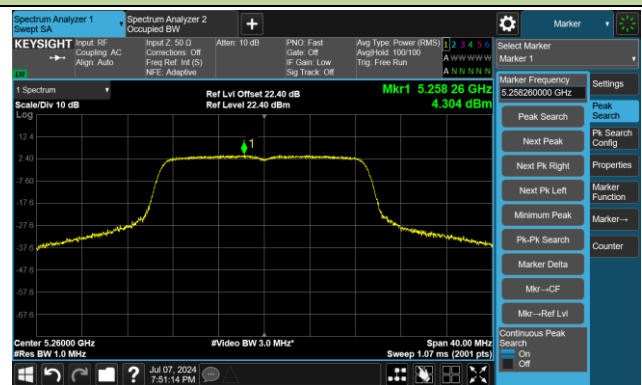 Spectrum Analyzer 1
Swept SA
Spectrum Analyzer 2
Occupied BW
Marker
KEYSIGHT
Input: RF
Coupling: AC
Align: Auto
Input Z: 50 Ω
Corrections: Off
Freq Ref: Int (S)
NFE: Adaptive
Atten: 10 dB
PNO: Fast
Gate: Off
IF Gain: Low
Sig Track: Off
Avg Type: Power (RMS)
Avg|Hold: 100/100
Trig: Free Run
1 2 3 4 5 6
A W W W W W
A N N N N N
Select Marker
Marker 1
1 Spectrum
Scale/Div 10 dB
Log
Ref Lvl Offset 22.40 dB
Ref Level 22.40 dBm
Mkr1 5.258 26 GHz
4.304 dBm
12.4
2.40
-7.60
-17.6
-27.6
-37.6
-47.6
-57.6
-67.6
1
Center 5.26000 GHz
#Res BW 1.0 MHz
#Video BW 3.0 MHz*
Span 40.00 MHz
Sweep 1.07 ms (2001 pts)
Marker Frequency
5.258260000 GHz
Peak Search
Next Peak
Next Pk Right
Next Pk Left
Minimum Peak
Pk-Pk Search
Marker Delta
Mkr→CF
Mkr→Ref Lvl
Continuous Peak
Search
On
Off
Settings
Peak
Search
Pk Search
Config
Properties
Marker
Function
Marker→
Counter
?
Jul 07, 2024
7:51:14 PM